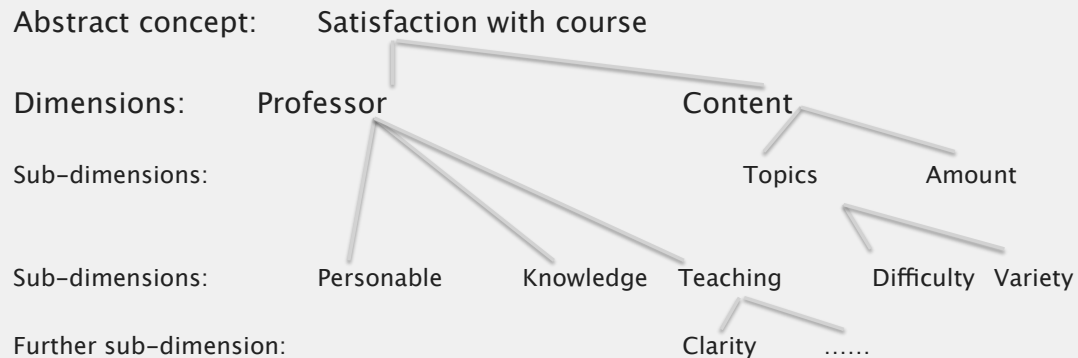 Abstract concept: Satisfaction with course
Dimensions: Professor Content
Sub-dimensions: Topics Amount
Sub-dimensions: Personable Knowledge Teaching Difficulty Variety
Further sub-dimension: Clarity ......